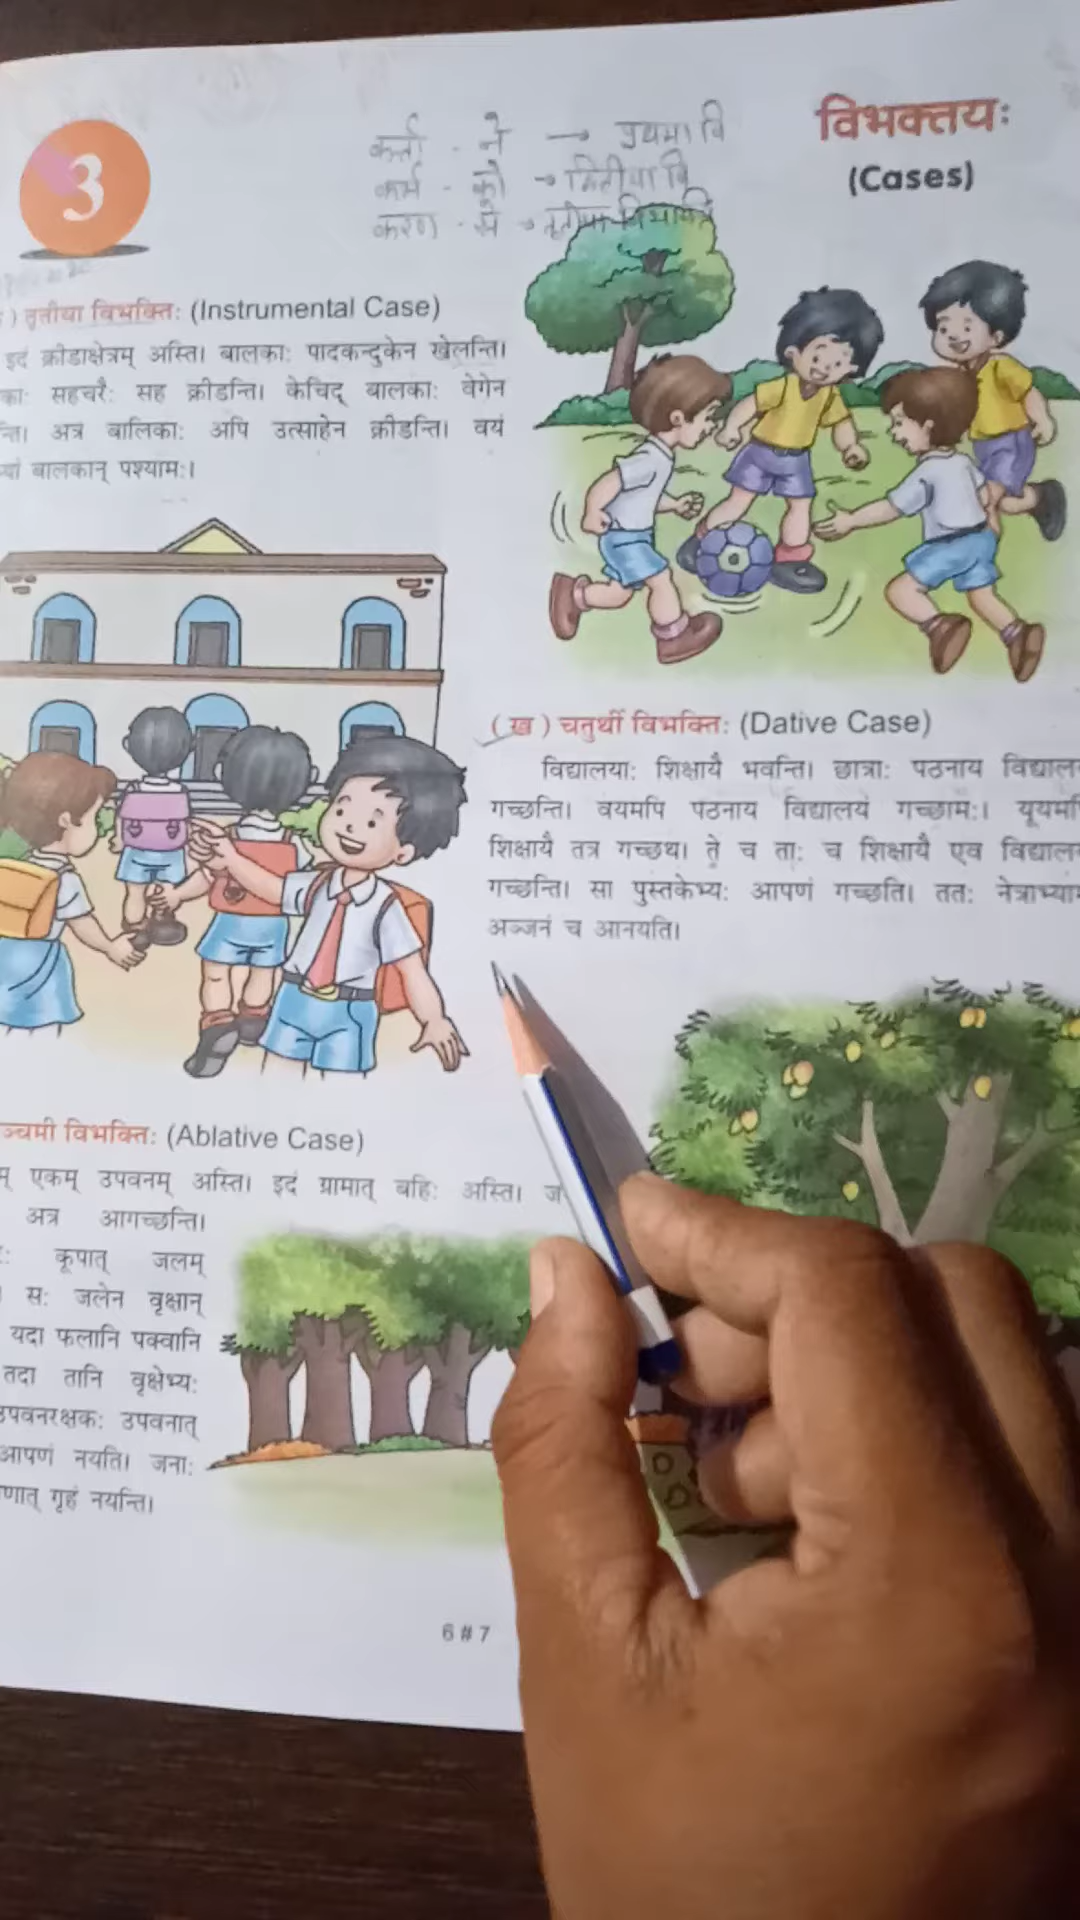 3
विभक्तयः
(Cases)
कर्ता - ने → प्रथमा वि
कर्म - को → द्वितीया वि
करण - से → तृतीया विभक्ति
) तृतीया विभक्तिः (Instrumental Case)
इदं क्रीडाक्षेत्रम् अस्ति। बालकाः पादकन्दुकेन खेलन्ति।
काः सहचरैः सह क्रीडन्ति। केचिद् बालकाः वेगेन
न्ति। अत्र बालिकाः अपि उत्साहेन क्रीडन्ति। वयं
भ्यां बालकान् पश्यामः।
(ख) चतुर्थी विभक्तिः (Dative Case)
विद्यालयाः शिक्षायै भवन्ति। छात्राः पठनाय विद्याल
गच्छन्ति। वयमपि पठनाय विद्यालयं गच्छामः। यूयमपि
शिक्षायै तत्र गच्छथ। ते च ताः च शिक्षायै एव विद्याल
गच्छन्ति। सा पुस्तकेभ्यः आपणं गच्छति। ततः नेत्राभ्याम
अञ्जनं च आनयति।
ञ्चमी विभक्तिः (Ablative Case)
म् एकम् उपवनम् अस्ति। इदं ग्रामात् बहिः अस्ति। ज
अत्र आगच्छन्ति।
कूपात् जलम्
सः जलेन वृक्षान्
यदा फलानि पक्वानि
तदा तानि वृक्षेभ्यः
उपवनरक्षकः उपवनात्
आपणं नयति। जनाः
णात् गृहं नयन्ति।
6 # 7